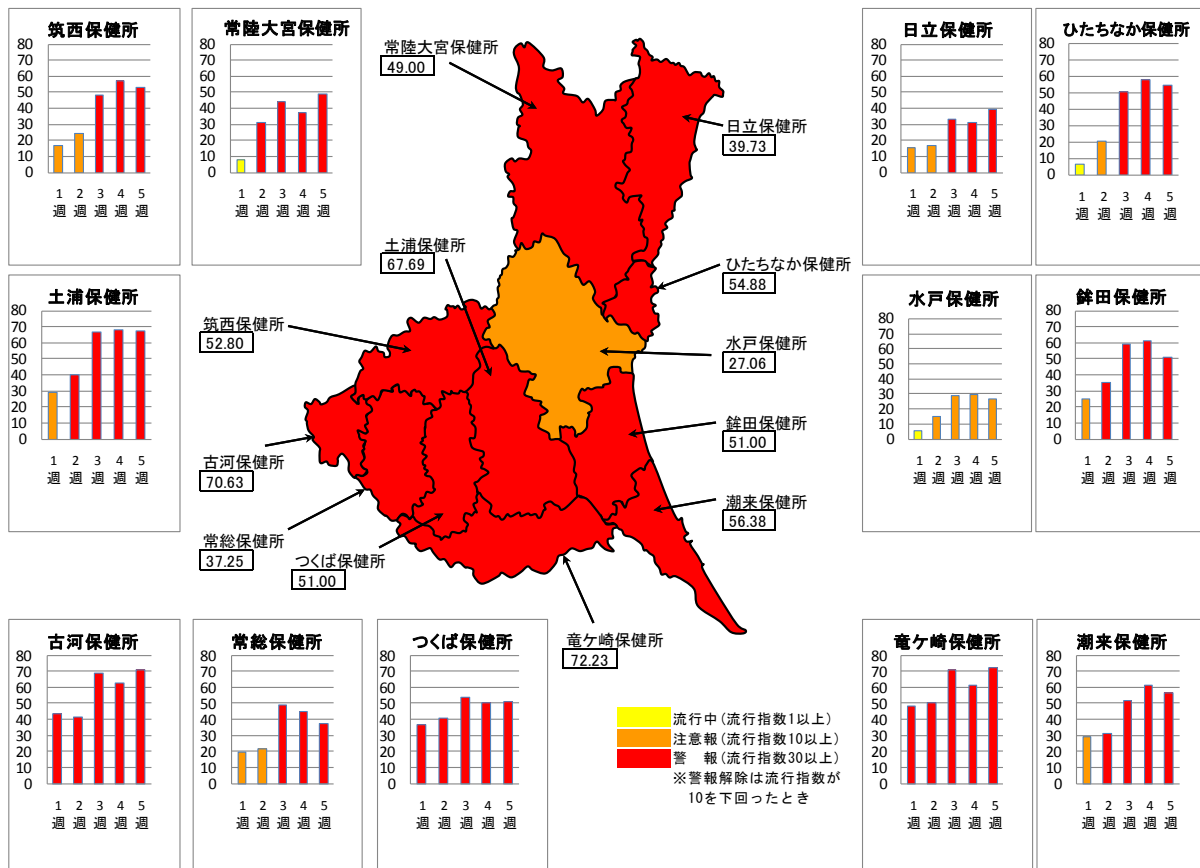 筑西保健所
80
70
60
50
40
30
20
10
0
1週
2週
3週
4週
5週
常陸大宮保健所
80
70
60
50
40
30
20
10
0
1週
2週
3週
4週
5週
常陸大宮保健所
49.00
日立保健所
39.73
土浦保健所
67.69
ひたちなか保健所
54.88
筑西保健所
52.80
水戸保健所
27.06
鉾田保健所
51.00
古河保健所
70.63
潮来保健所
56.38
常総保健所
37.25
つくば保健所
51.00
竜ケ崎保健所
72.23
日立保健所
80
70
60
50
40
30
20
10
0
1週
2週
3週
4週
5週
ひたちなか保健所
80
70
60
50
40
30
20
10
0
1週
2週
3週
4週
5週
土浦保健所
80
70
60
50
40
30
20
10
0
1週
2週
3週
4週
5週
水戸保健所
80
70
60
50
40
30
20
10
0
1週
2週
3週
4週
5週
鉾田保健所
80
70
60
50
40
30
20
10
0
1週
2週
3週
4週
5週
古河保健所
80
70
60
50
40
30
20
10
0
1週
2週
3週
4週
5週
常総保健所
80
70
60
50
40
30
20
10
0
1週
2週
3週
4週
5週
つくば保健所
80
70
60
50
40
30
20
10
0
1週
2週
3週
4週
5週
流行中(流行指数1以上)
注意報(流行指数10以上)
警　報(流行指数30以上)
※警報解除は流行指数が
10を下回ったとき
竜ケ崎保健所
80
70
60
50
40
30
20
10
0
1週
2週
3週
4週
5週
潮来保健所
80
70
60
50
40
30
20
10
0
1週
2週
3週
4週
5週